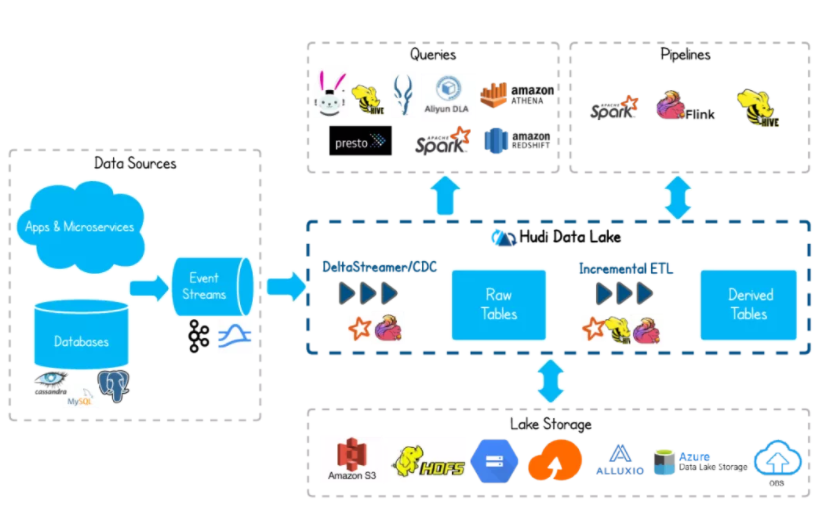 Queries
Pipelines
HIVE
Aliyun DLA
amazon
ATHENA
APACHE
Spark
Flink
HIVE
presto
APACHE
Spark
amazon
REDSHIFT
Data Sources
Apps & Microservices
Event
Streams
Databases
cassandra
MySQL
Hudi Data Lake
DeltaStreamer/CDC
Raw
Tables
Incremental ETL
Derived
Tables
Lake Storage
Amazon S3
HDFS
ALLUXIO
Azure
Data Lake Storage
OBS